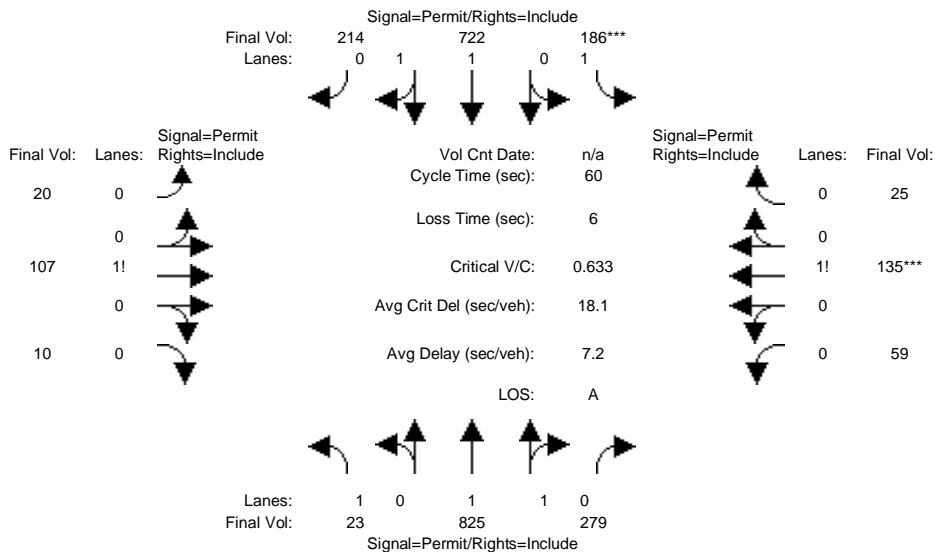 Signal=Permit/Rights=Include
Final Vol: 214 722 186***
Lanes: 0 1 1 0 1
Signal=Permit Signal=Permit
Final Vol: Lanes: Rights=Include Vol Cnt Date: n/a Rights=Include Lanes: Final Vol:
Cycle Time (sec): 60
20 0 0 25
Loss Time (sec): 6
0 0
107 1! Critical V/C: 0.633 1! 135***
0 Avg Crit Del (sec/veh): 18.1 0
10 0 Avg Delay (sec/veh): 7.2 0 59
LOS: A
Lanes: 1 0 1 1 0
Final Vol: 23 825 279
Signal=Permit/Rights=Include